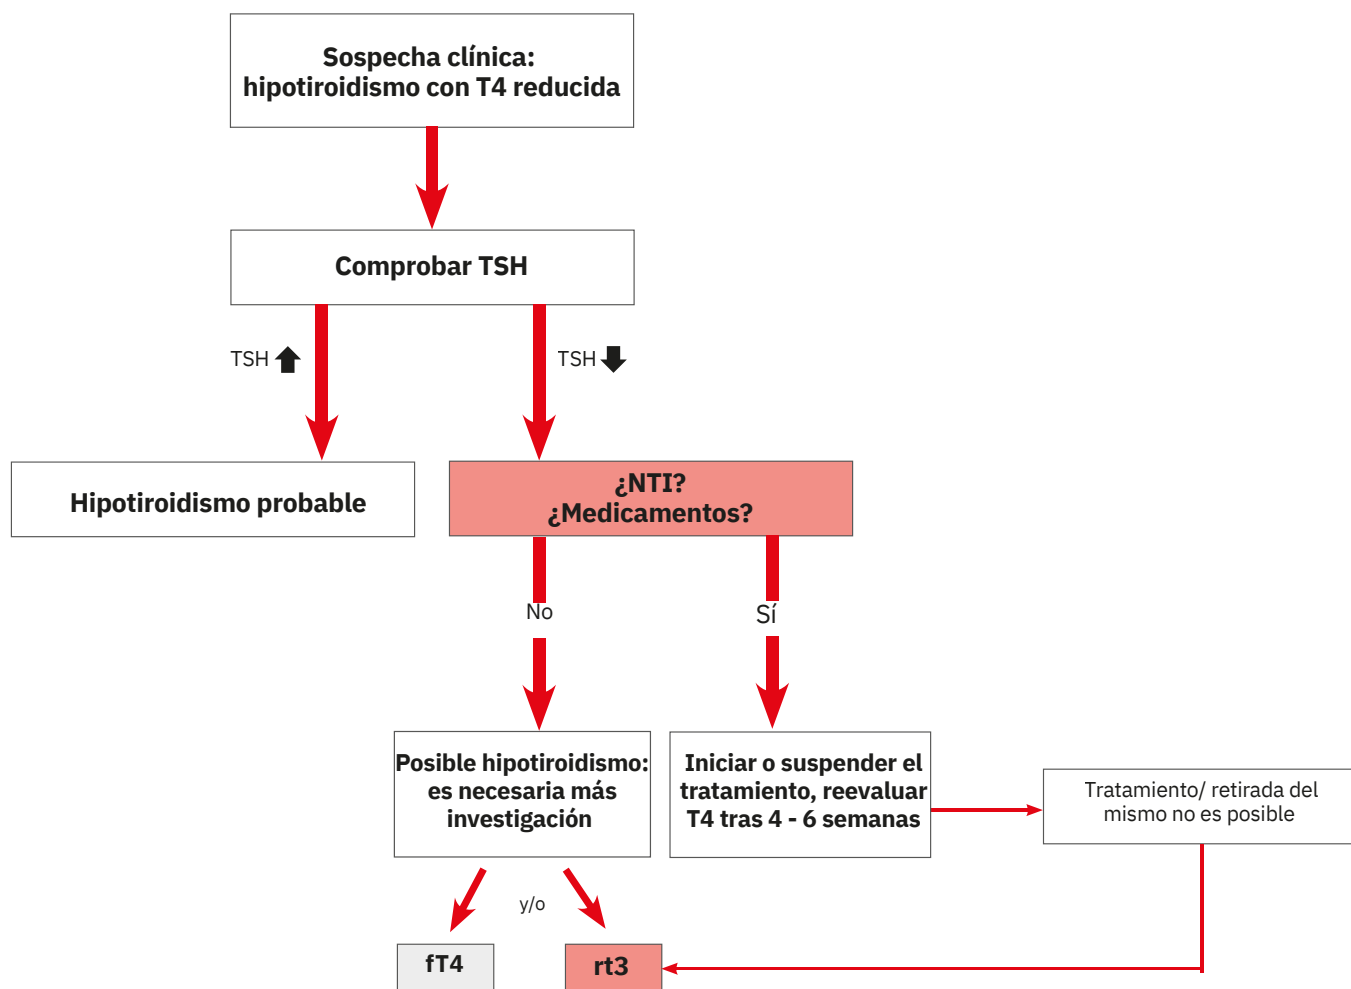 Sospecha clínica:
hipotiroidismo con T4 reducida
Comprobar TSH
TSH
TSH
Hipotiroidismo probable
¿NTI?
¿Medicamentos?
No
Sí
Posible hipotiroidismo:
es necesaria más
investigación
Iniciar o suspender el
tratamiento, reevaluar
T4 tras 4 - 6 semanas
Tratamiento/ retirada del
mismo no es posible
y/o
fT4
rt3